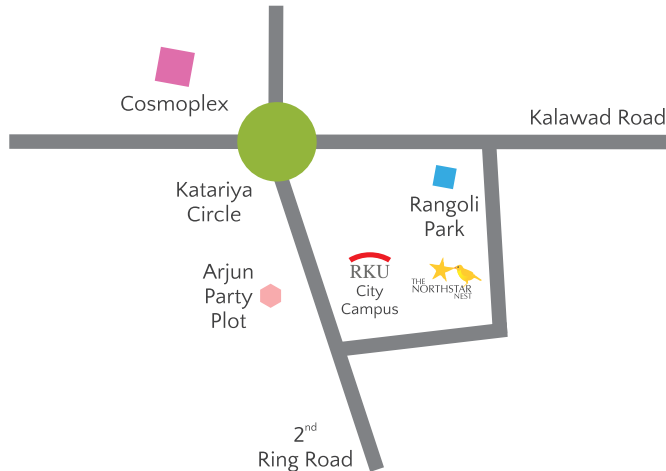 Cosmoplex
Kalawad Road
Katariya
Circle
Rangoli
Park
Arjun
Party
Plot
RKU
City
Campus
THE
NORTHSTAR
NEST
2nd
Ring Road